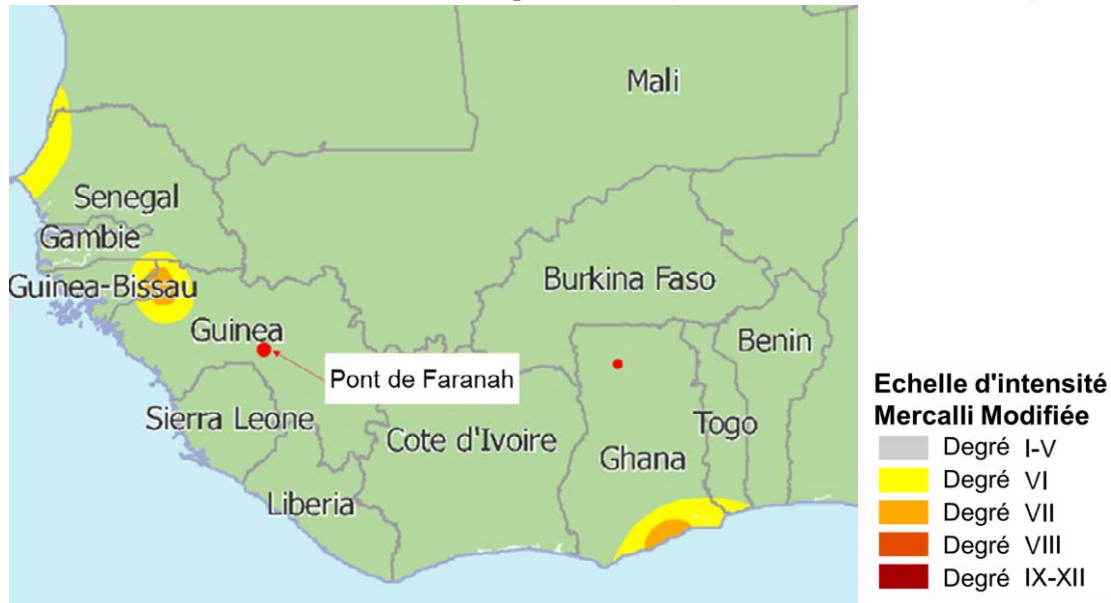 Mali
Senegal
Gambie
Guinea-Bissau
Burkina Faso
Guinea
Benin
Pont de Faranah
Sierra Leone
Cote d'Ivoire
Togo
Ghana
Liberia
Echelle d'intensité
Mercalli Modifiée
Degré I-V
Degré VI
Degré VII
Degré VIII
Degré IX-XII